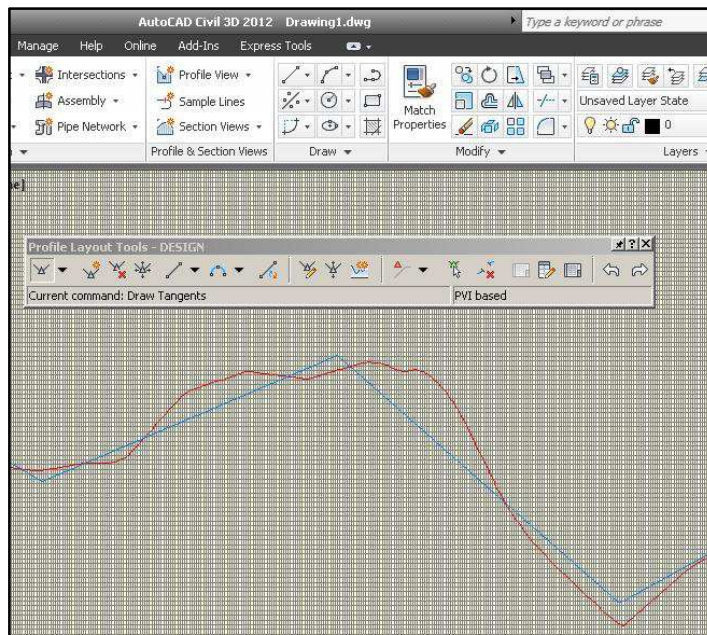 AutoCAD Civil 3D 2012 Drawing1.dwg Type a keyword or phrase
Manage Help Online Add-Ins Express Tools
Intersections Profile View
Assembly Sample Lines Match Properties Unsaved Layer State
Pipe Network Section Views 0
Profile & Section Views Draw Modify Layers
ne]
Profile Layout Tools - DESIGN
Current command: Draw Tangents PVI based